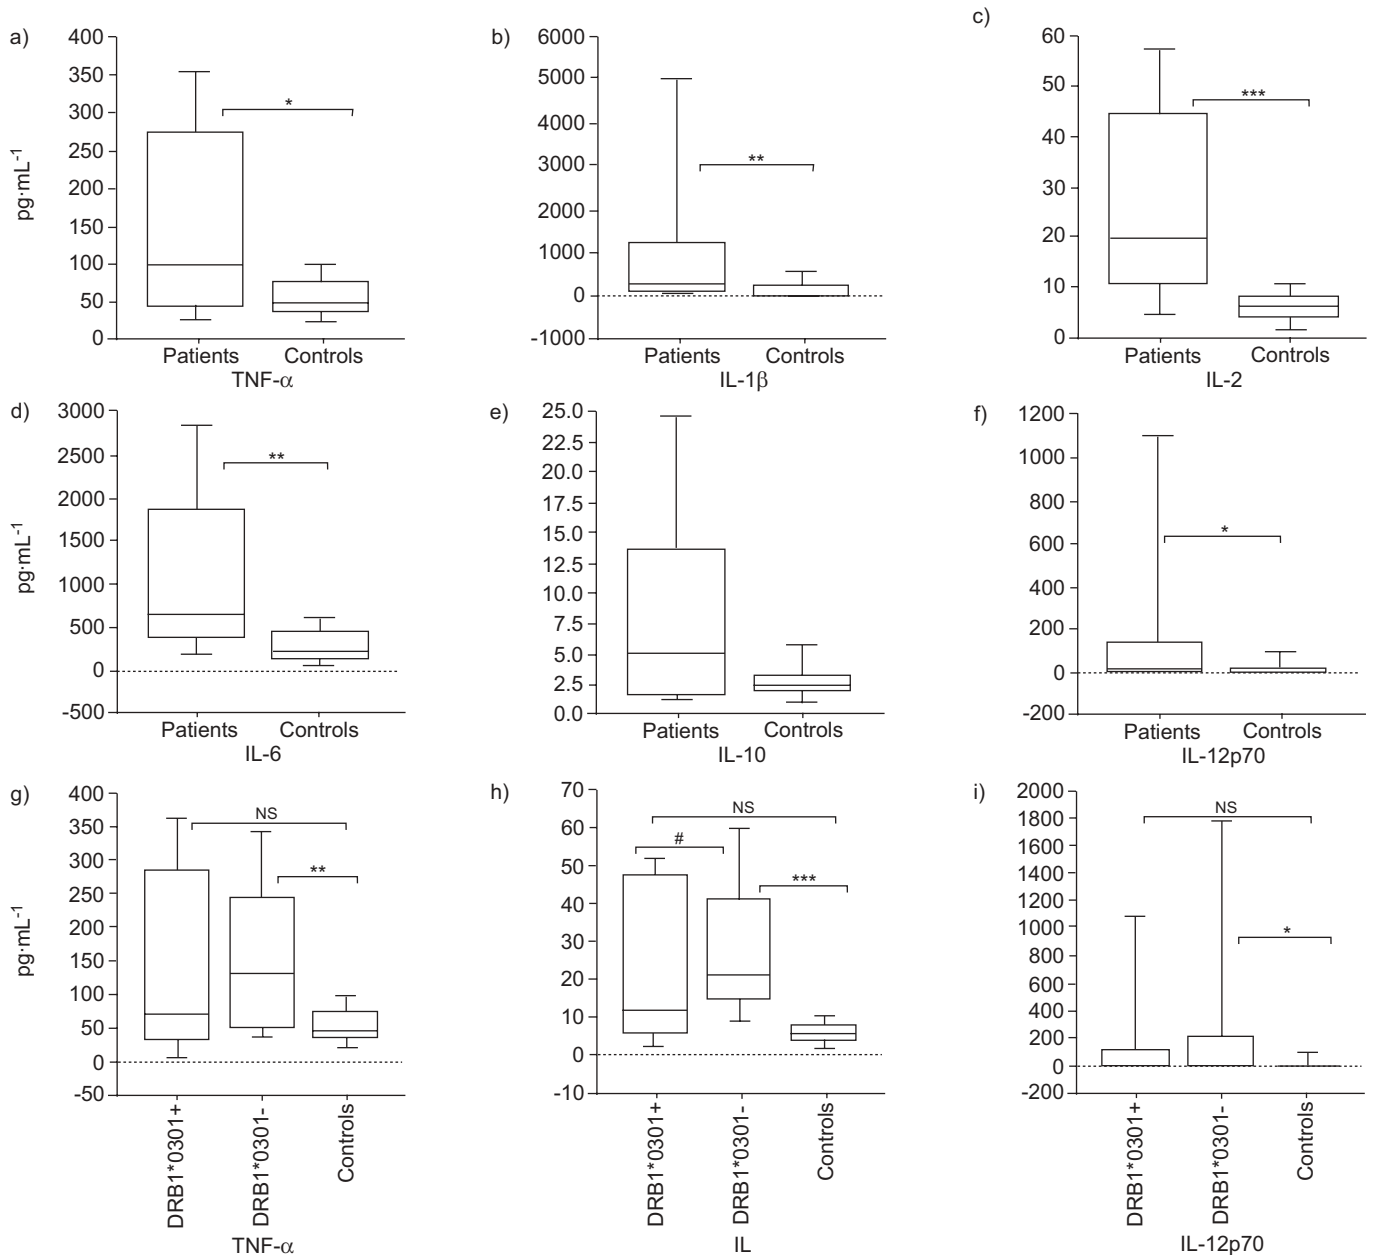 a)
400
350
300
250
200
150
100
50
0
pg·mL-1
*
Patients Controls
TNF-α
b)
6000
5000
4000
3000
2000
1000
0
-1000
**
Patients Controls
IL-1β
c)
60
50
40
30
20
10
0
***
Patients Controls
IL-2
d)
3000
2500
2000
1500
1000
500
0
-500
pg·mL-1
**
Patients Controls
IL-6
e)
25.0
22.5
20.0
17.5
15.0
12.5
10.0
7.5
5.0
2.5
0.0
Patients Controls
IL-10
f)
1200
1000
800
600
400
200
0
-200
*
Patients Controls
IL-12p70
g)
400
350
300
250
200
150
100
50
0
-50
pg·mL-1
NS
**
DRB1*0301+
DRB1*0301-
Controls
TNF-α
h)
70
60
50
40
30
20
10
0
-10
NS
#
***
DRB1*0301+
DRB1*0301-
Controls
IL
i)
2000
1800
1600
1400
1200
1000
800
600
400
200
0
-200
NS
*
DRB1*0301+
DRB1*0301-
Controls
IL-12p70